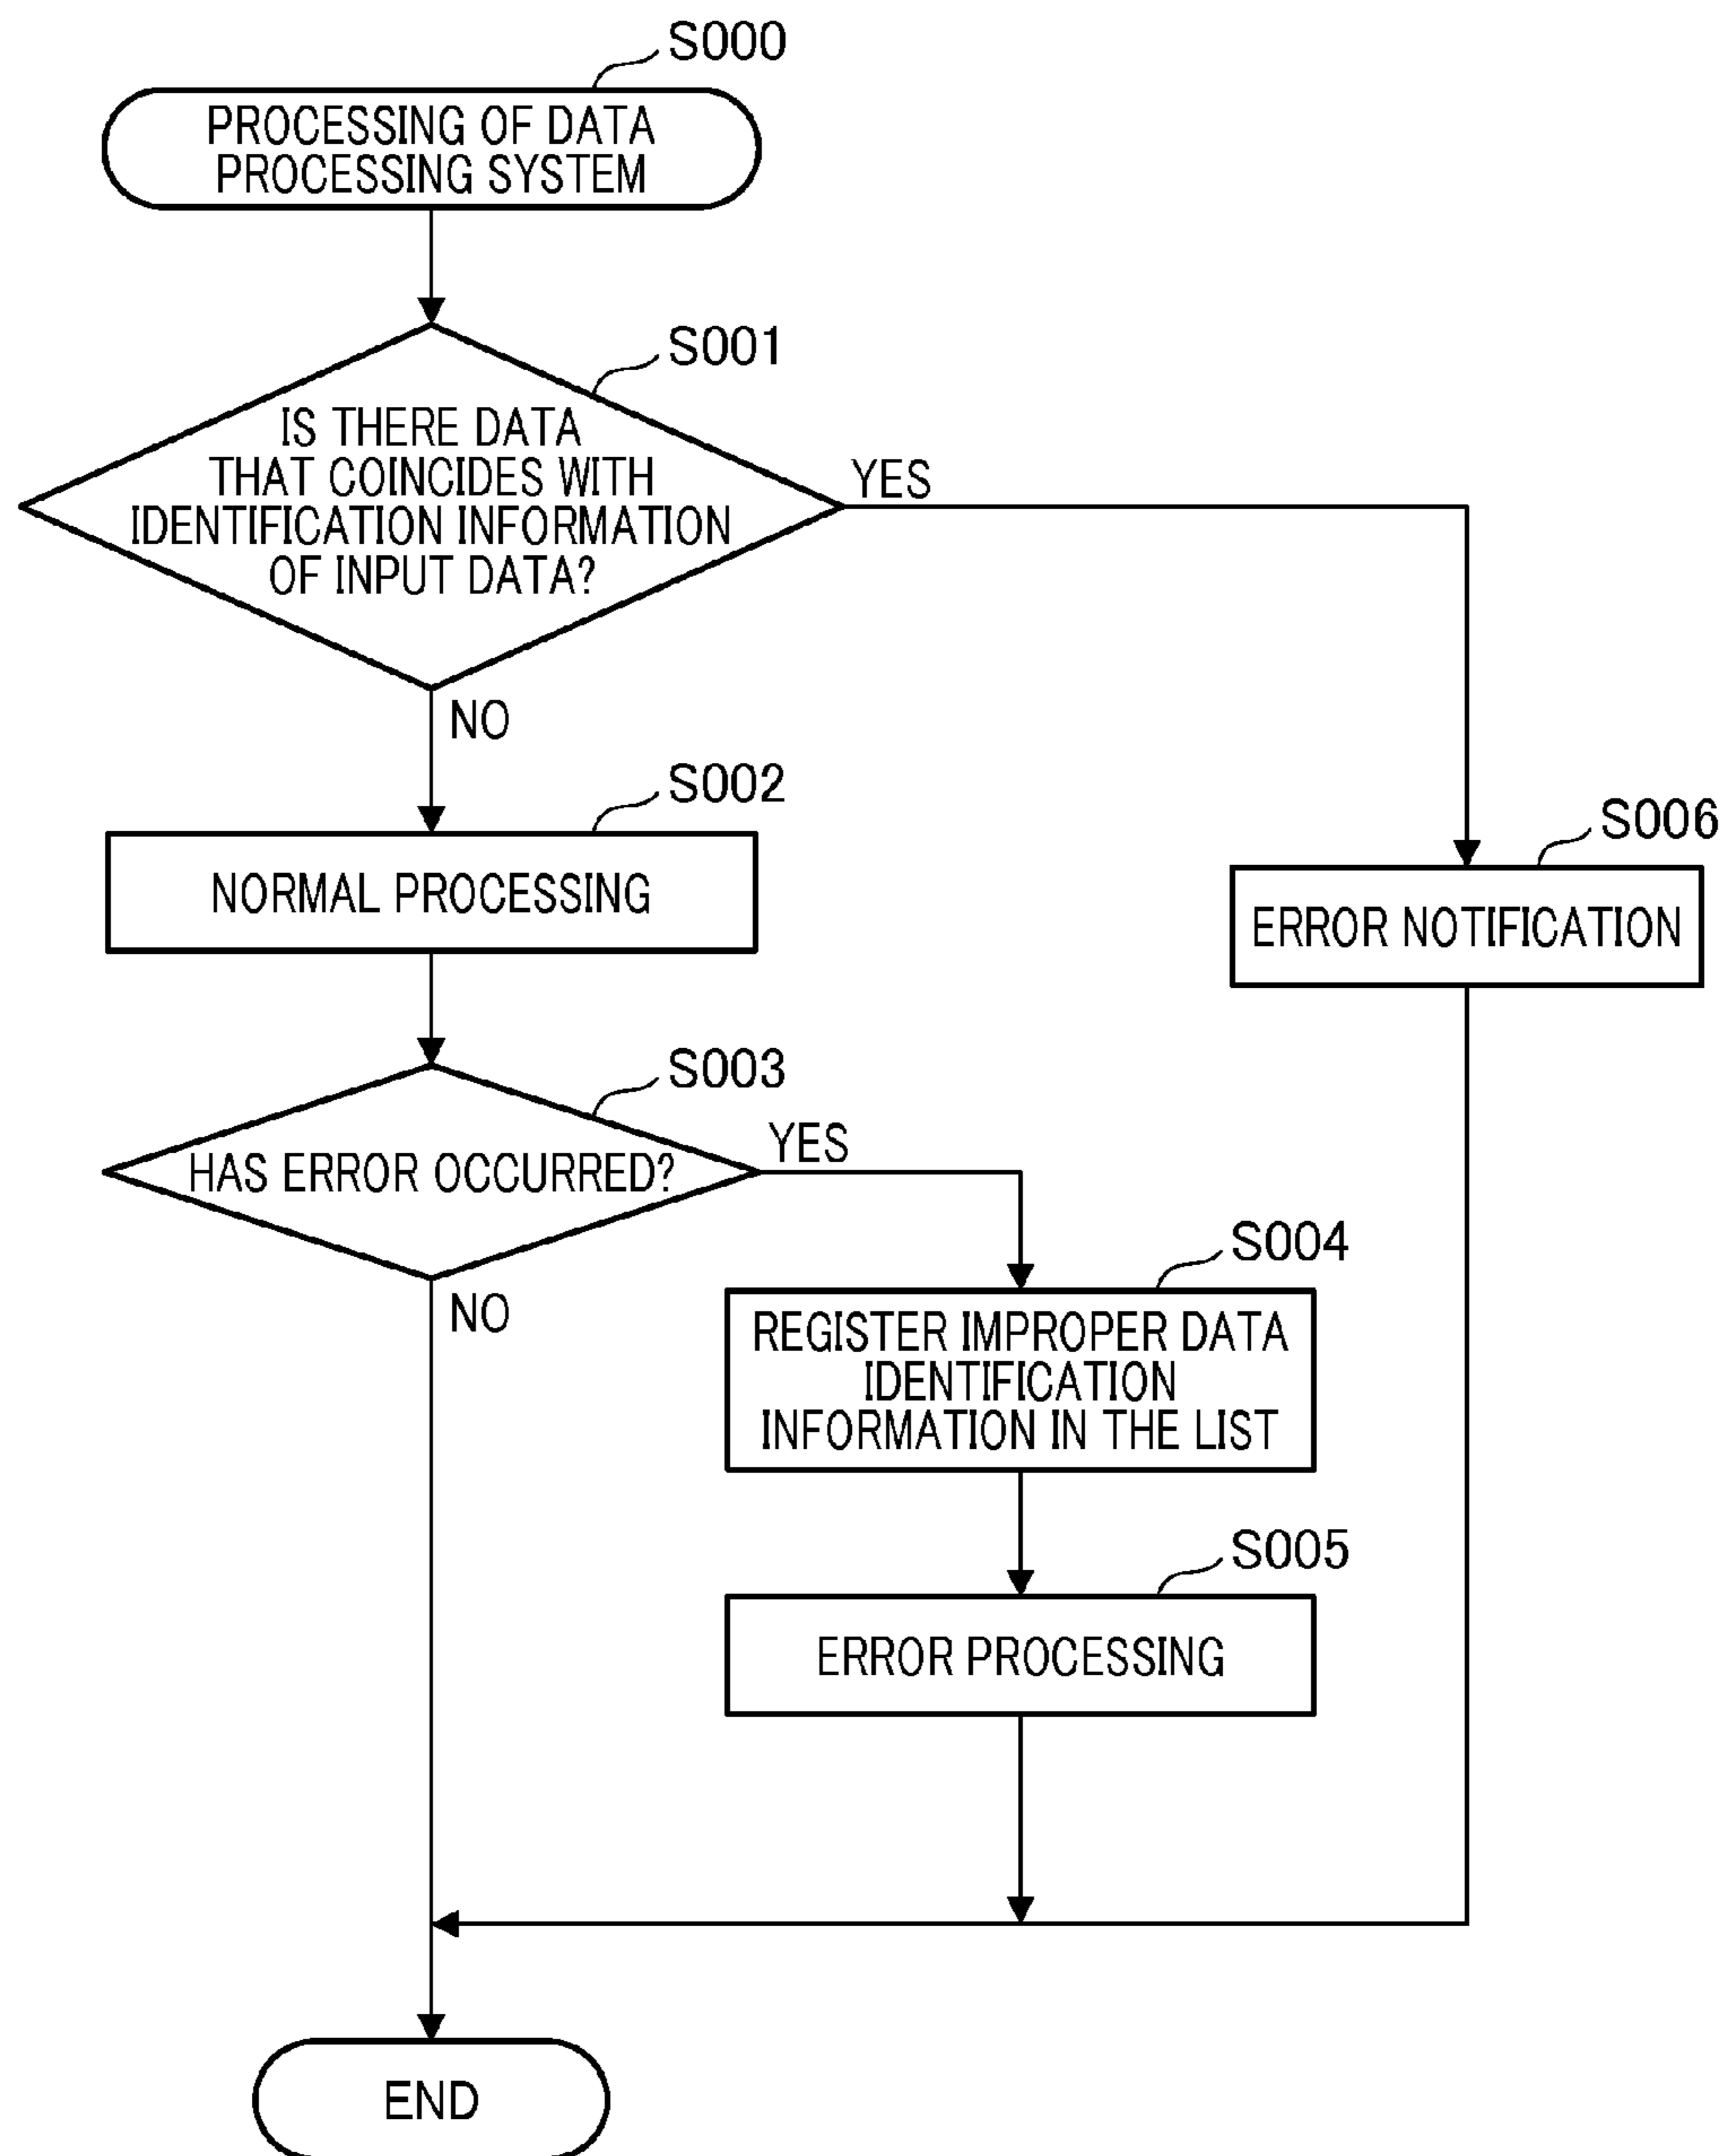 S000
PROCESSING OF DATA
PROCESSING SYSTEM
S001
IS THERE DATA
THAT COINCIDES WITH
IDENTIFICATION INFORMATION
OF INPUT DATA?
YES
NO
S002
NORMAL PROCESSING
S006
ERROR NOTIFICATION
S003
HAS ERROR OCCURRED?
YES
NO
S004
REGISTER IMPROPER DATA
IDENTIFICATION
INFORMATION IN THE LIST
S005
ERROR PROCESSING
END